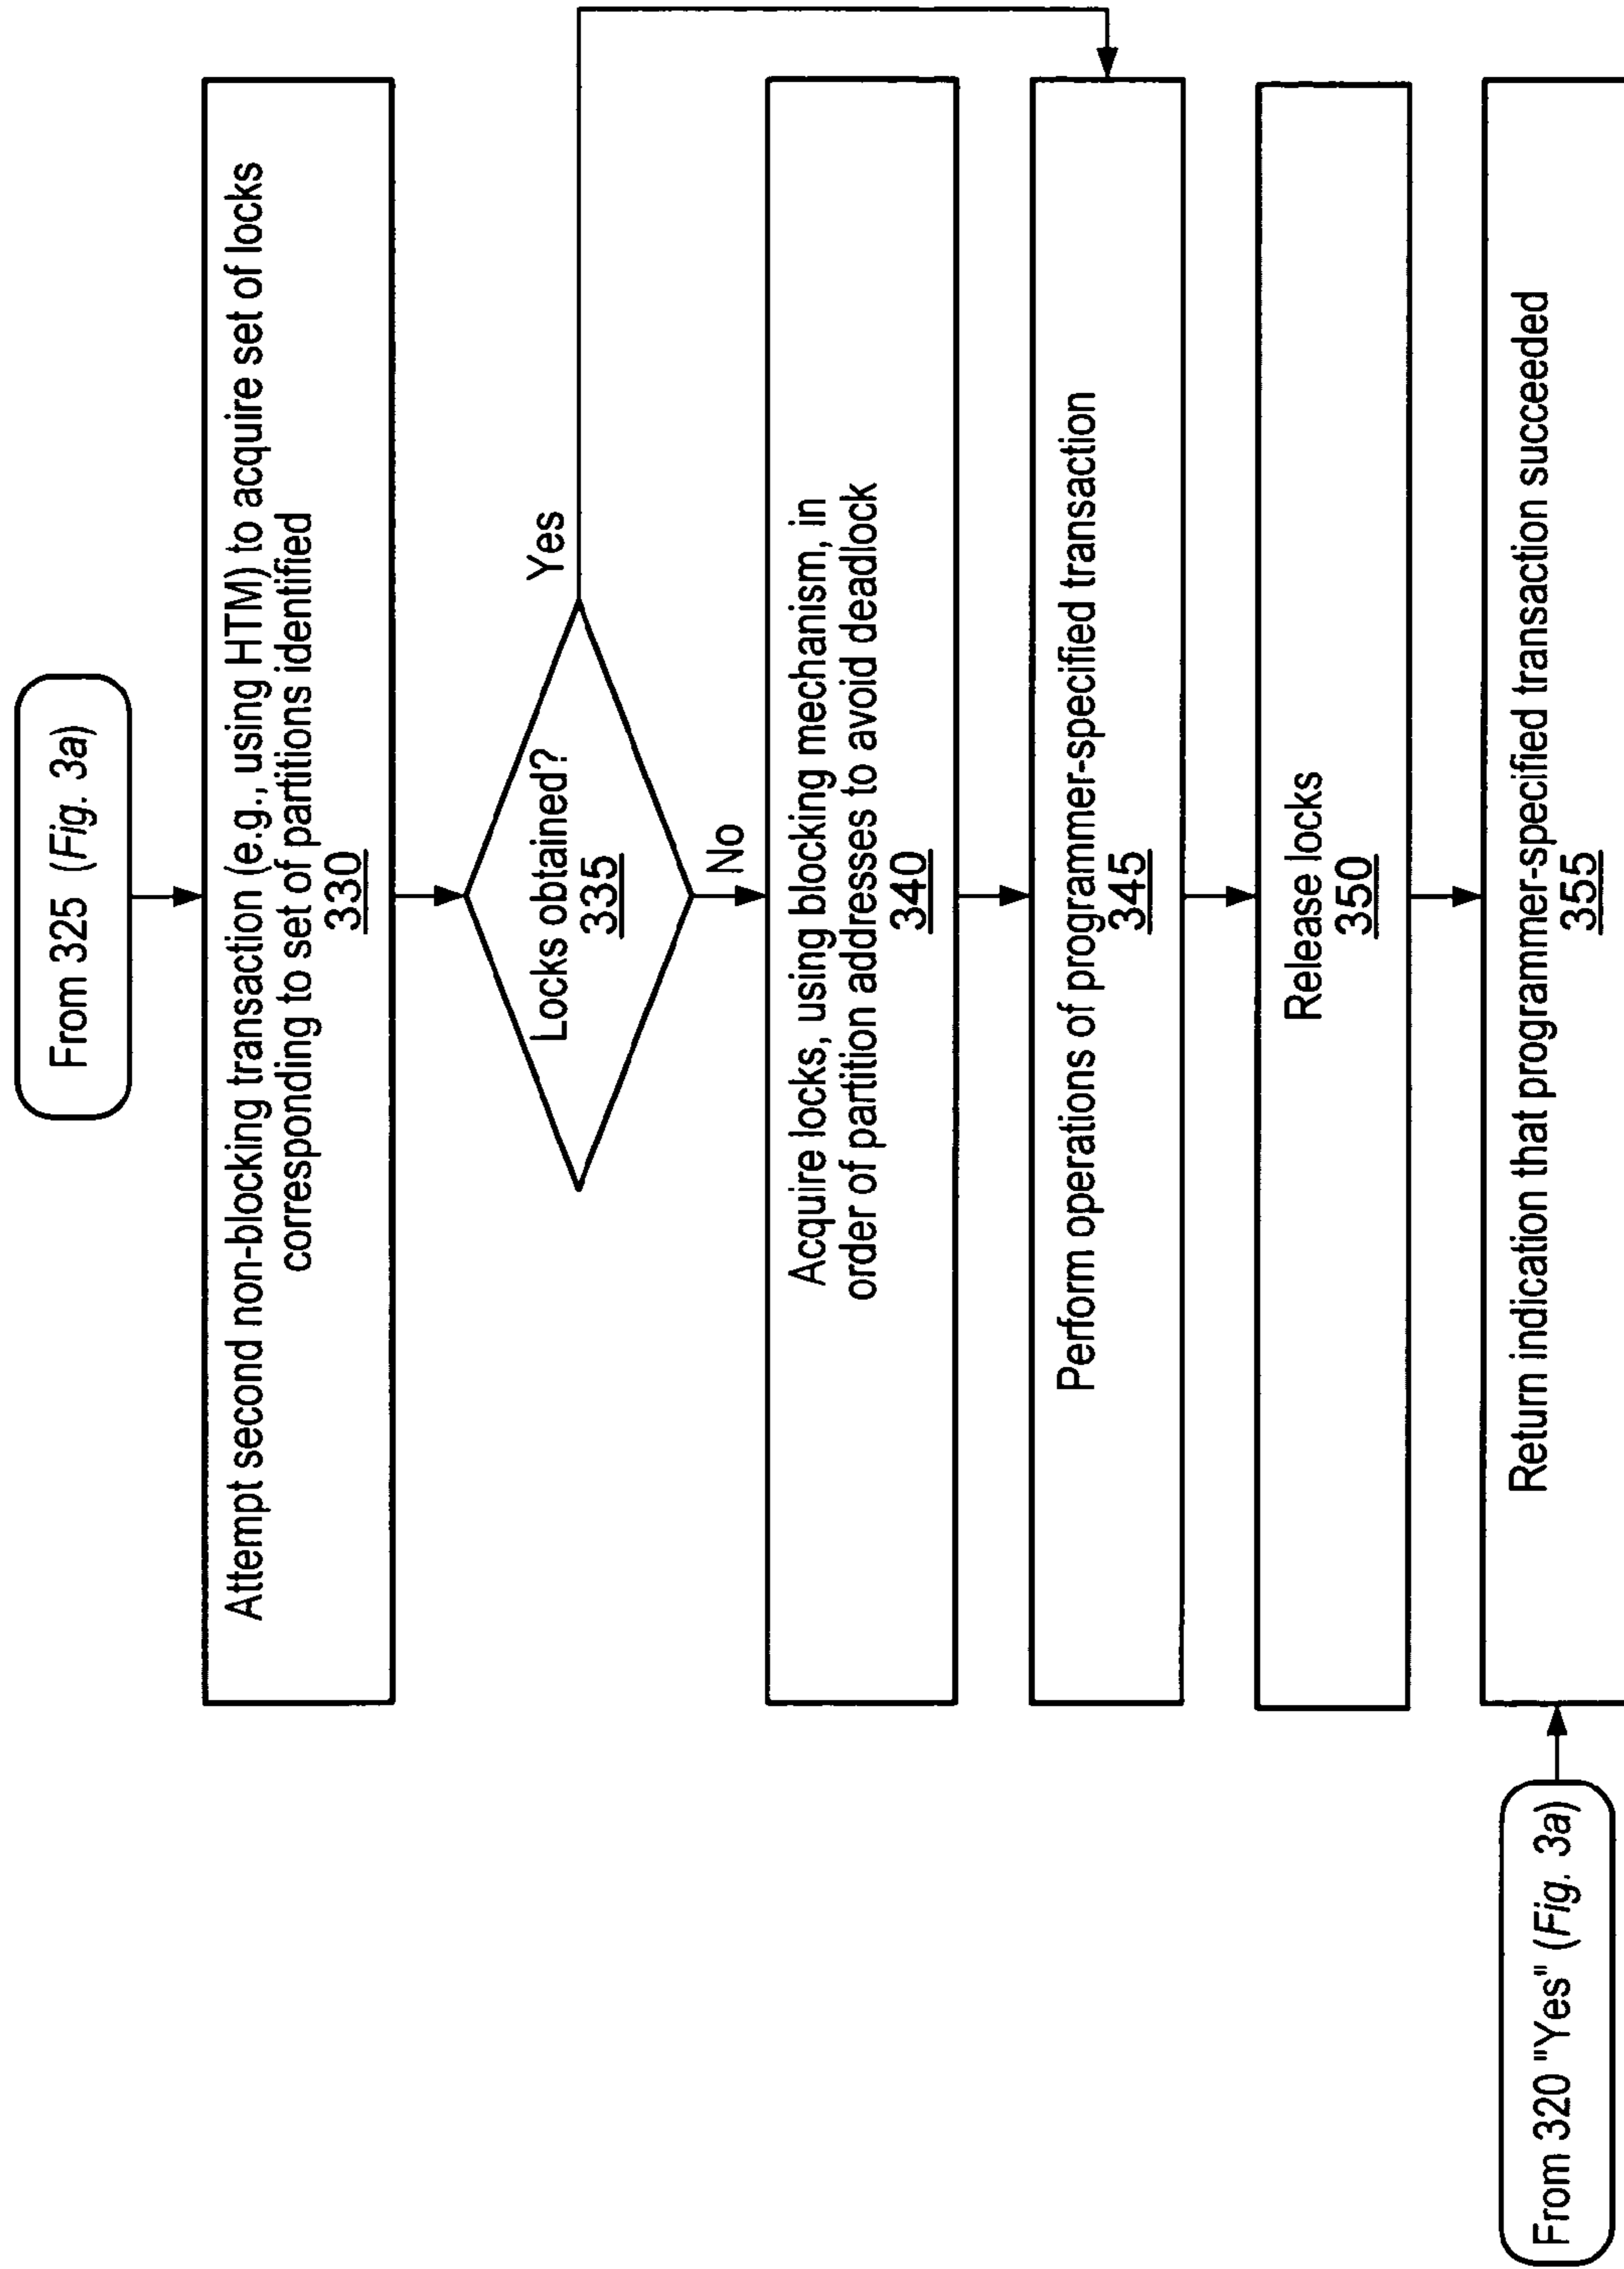 From 325 (Fig. 3a)
Attempt second non-blocking transaction (e.g., using HTM) to acquire set of locks
corresponding to set of partitions identified
330
Locks obtained?
335
Yes
No
Acquire locks, using blocking mechanism, in
order of partition addresses to avoid deadlock
340
Perform operations of programmer-specified transaction
345
Release locks
350
From 320 "Yes" (Fig. 3a)
Return indication that programmer-specified transaction succeeded
355